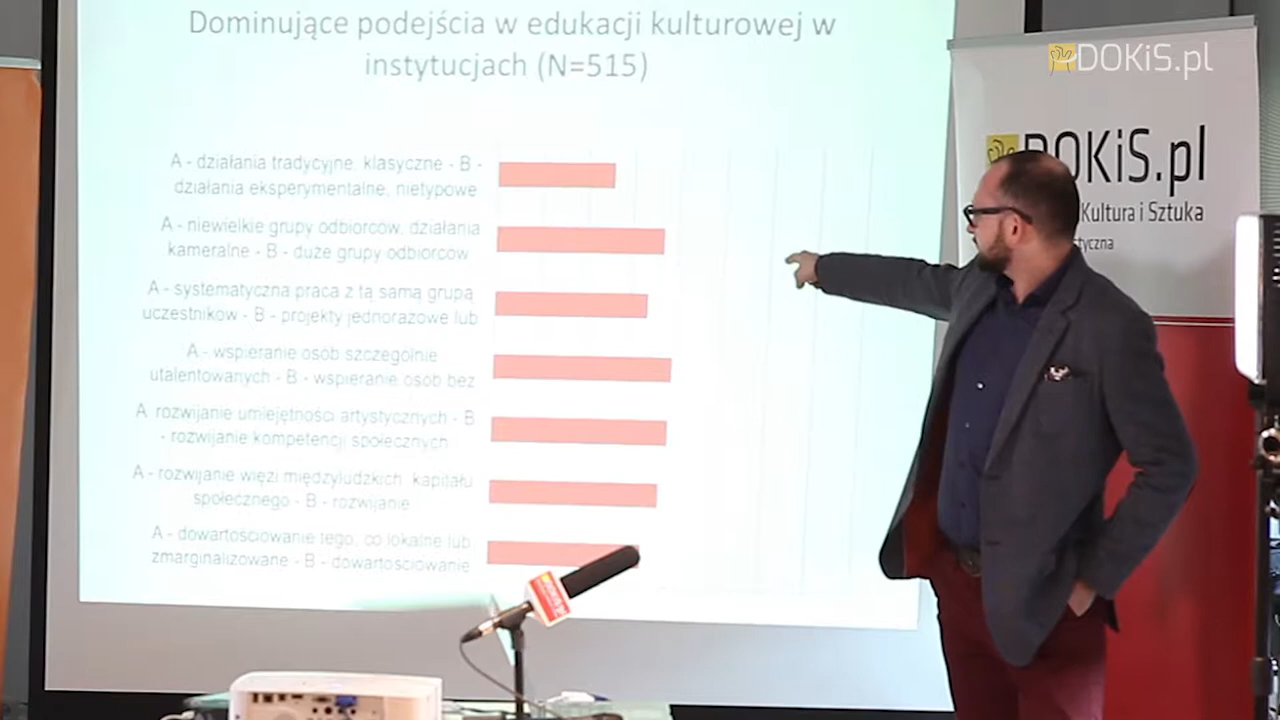 Dominujące podejścia w edukacji kulturowej w
instytucjach (N=515)
DOKiS.pl
A - działania tradycyjne, klasyczne - B -
działania eksperymentalne, nietypowe
A - niewielkie grupy odbiorców, działania
kameralne - B - duże grupy odbiorców
A - systematyczna praca z tą samą grupą
uczestników - B - projekty jednorazowe lub
A - wspieranie osób szczególnie
utalentowanych - B - wspieranie osób bez
A rozwijanie umiejętności artystycznych - B
- rozwijanie kompetencji społecznych
A - rozwijanie więzi międzyludzkich, kapitału
społecznego - B - rozwijanie
A - dowartościowanie tego, co lokalne lub
zmarginalizowane - B - dowartościowanie
DOKiS.pl
Kultura i Sztuka
tyczna